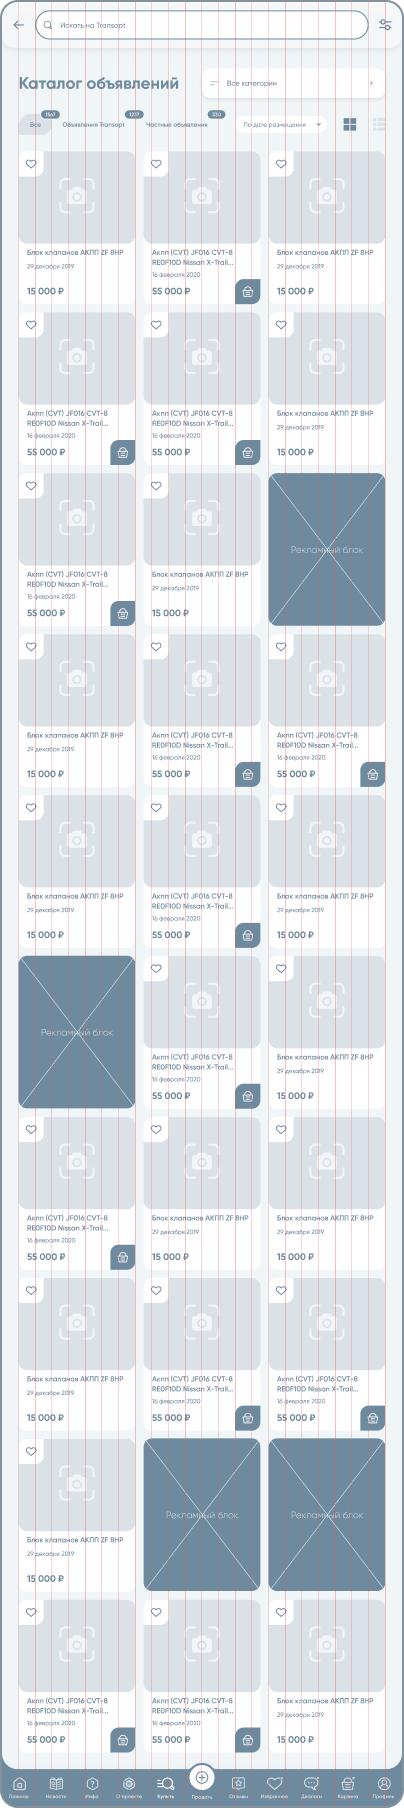 Искать на Transopt
Каталог объявлений
Все категории
Все 1567
Объявления Transopt 1237
Частные объявления 330
По дате размещения
Блок клапанов АКПП ZF 8HP
29 декабря 2019
15 000 ₽
Акпп (CVT) JF016 CVT-8
RE0F10D Nissan X-Trail...
16 февраля 2020
55 000 ₽
Блок клапанов АКПП ZF 8HP
29 декабря 2019
15 000 ₽
Акпп (CVT) JF016 CVT-8
RE0F10D Nissan X-Trail...
16 февраля 2020
55 000 ₽
Акпп (CVT) JF016 CVT-8
RE0F10D Nissan X-Trail...
16 февраля 2020
55 000 ₽
Блок клапанов АКПП ZF 8HP
29 декабря 2019
15 000 ₽
Акпп (CVT) JF016 CVT-8
RE0F10D Nissan X-Trail...
16 февраля 2020
55 000 ₽
Блок клапанов АКПП ZF 8HP
29 декабря 2019
15 000 ₽
Рекламный блок
Блок клапанов АКПП ZF 8HP
29 декабря 2019
15 000 ₽
Акпп (CVT) JF016 CVT-8
RE0F10D Nissan X-Trail...
16 февраля 2020
55 000 ₽
Акпп (CVT) JF016 CVT-8
RE0F10D Nissan X-Trail...
16 февраля 2020
55 000 ₽
Блок клапанов АКПП ZF 8HP
29 декабря 2019
15 000 ₽
Акпп (CVT) JF016 CVT-8
RE0F10D Nissan X-Trail...
16 февраля 2020
55 000 ₽
Блок клапанов АКПП ZF 8HP
29 декабря 2019
15 000 ₽
Рекламный блок
Акпп (CVT) JF016 CVT-8
RE0F10D Nissan X-Trail...
16 февраля 2020
55 000 ₽
Блок клапанов АКПП ZF 8HP
29 декабря 2019
15 000 ₽
Акпп (CVT) JF016 CVT-8
RE0F10D Nissan X-Trail...
16 февраля 2020
55 000 ₽
Блок клапанов АКПП ZF 8HP
29 декабря 2019
15 000 ₽
Блок клапанов АКПП ZF 8HP
29 декабря 2019
15 000 ₽
Блок клапанов АКПП ZF 8HP
29 декабря 2019
15 000 ₽
Акпп (CVT) JF016 CVT-8
RE0F10D Nissan X-Trail...
16 февраля 2020
55 000 ₽
Акпп (CVT) JF016 CVT-8
RE0F10D Nissan X-Trail...
16 февраля 2020
55 000 ₽
Блок клапанов АКПП ZF 8HP
29 декабря 2019
15 000 ₽
Рекламный блок
Рекламный блок
Акпп (CVT) JF016 CVT-8
RE0F10D Nissan X-Trail...
16 февраля 2020
55 000 ₽
Акпп (CVT) JF016 CVT-8
RE0F10D Nissan X-Trail...
16 февраля 2020
55 000 ₽
Блок клапанов АКПП ZF 8HP
29 декабря 2019
15 000 ₽
Главная
Новости
Инфо
О проекте
Купить
Продать
Отзывы
Избранное
Диалоги
Корзина
Профиль